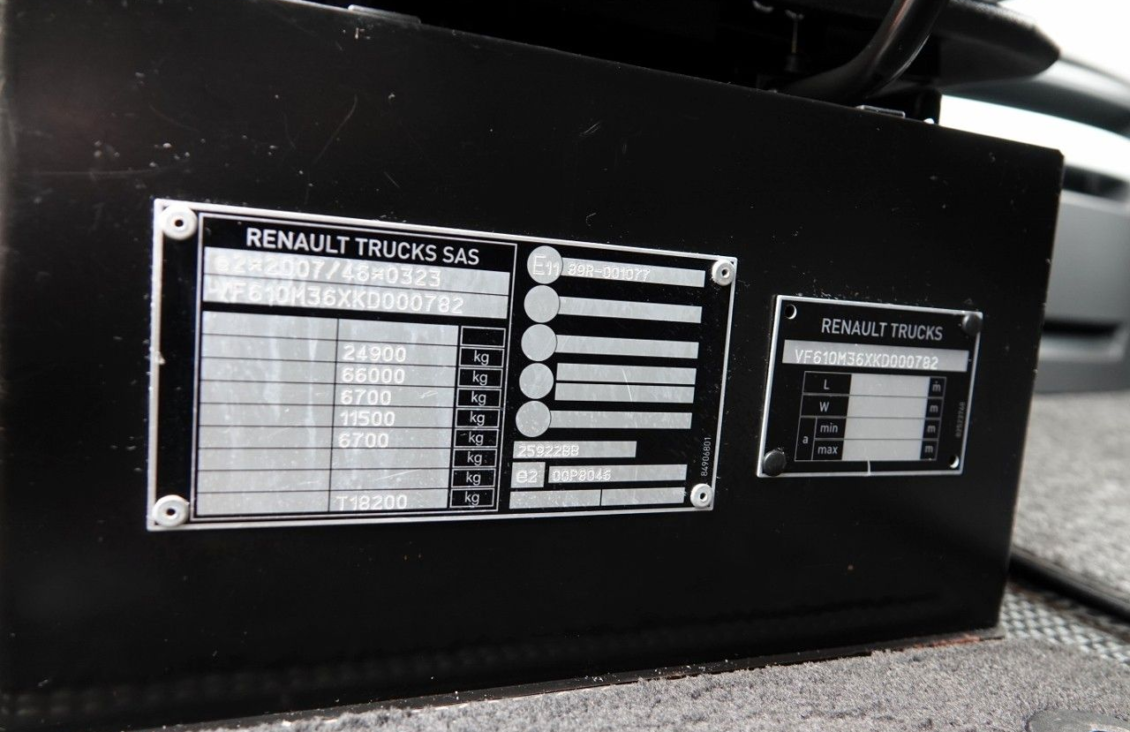 RENAULT TRUCKS SAS
e2*2007/46*0323
VF610M36XKD000782
24900 kg
66000 kg
6700 kg
11500 kg
6700 kg
kg
kg
T18200 kg
E11 39R-001077
25922BB
e2 00P8046
84906801
RENAULT TRUCKS
VF610M36XKD000782
L m
W m
a min m
max m